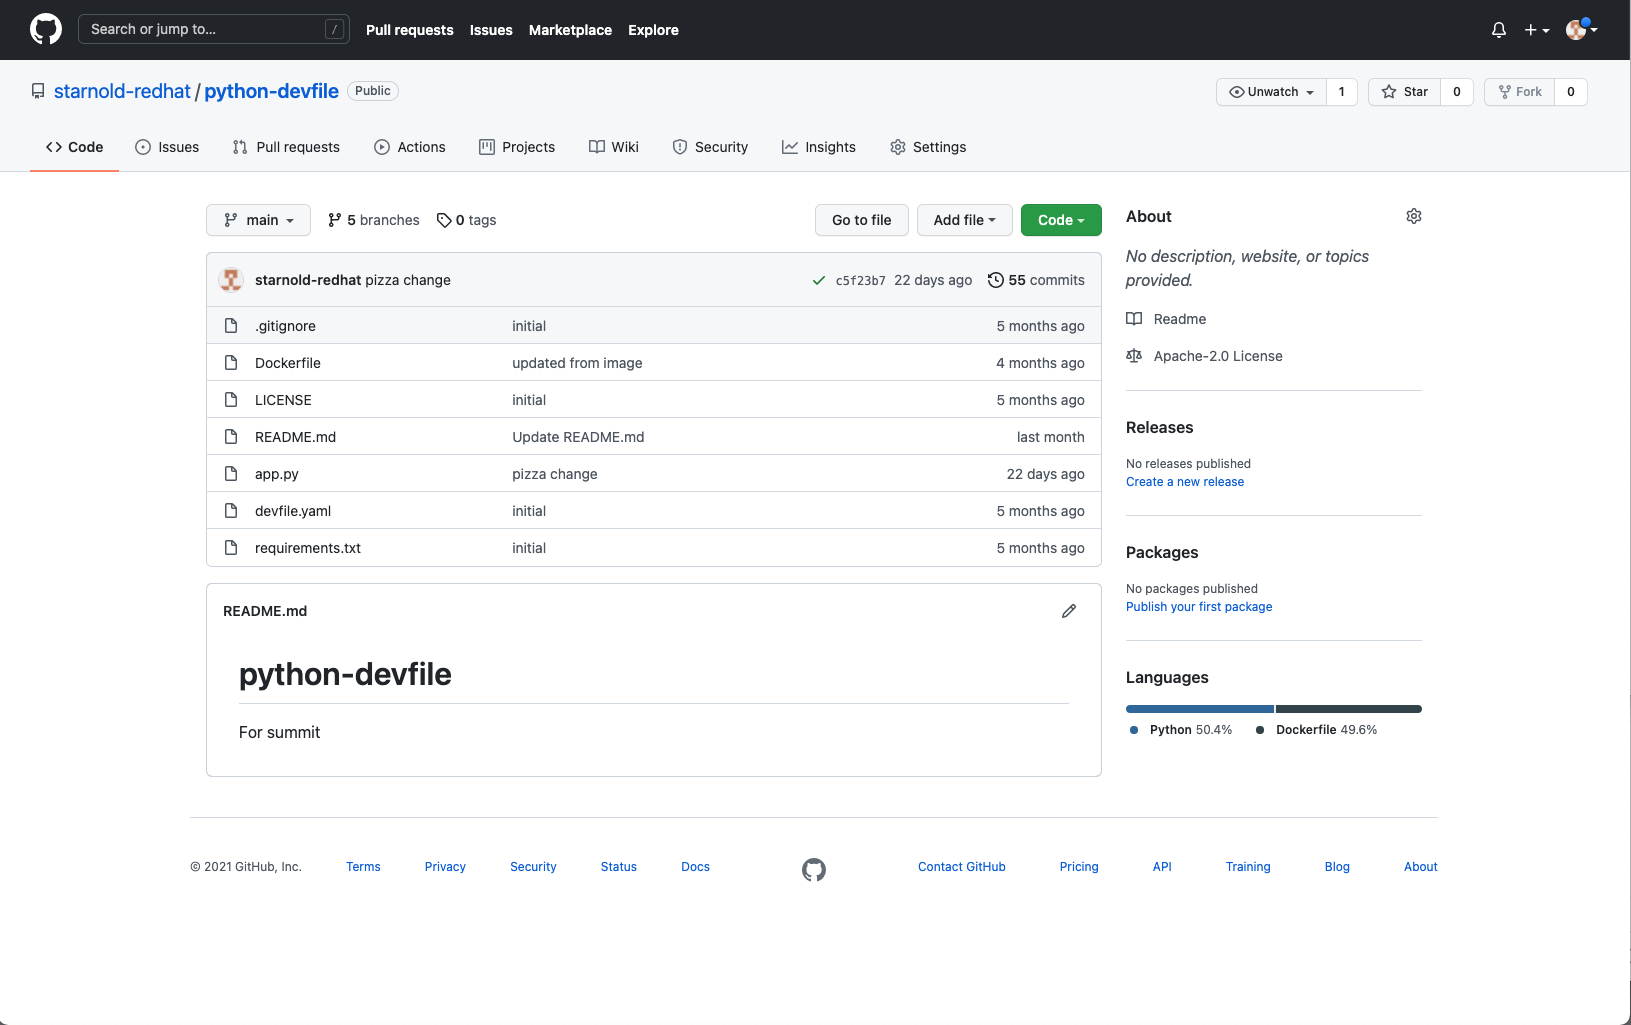 Search or jump to... /
Pull requests Issues Marketplace Explore
starnold-redhat / python-devfile Public
Unwatch 1 Star 0 Fork 0
Code Issues Pull requests Actions Projects Wiki Security Insights Settings
main 5 branches 0 tags Go to file Add file Code
starnold-redhat pizza change c5f23b7 22 days ago 55 commits
.gitignore initial 5 months ago
Dockerfile updated from image 4 months ago
LICENSE initial 5 months ago
README.md Update README.md last month
app.py pizza change 22 days ago
devfile.yaml initial 5 months ago
requirements.txt initial 5 months ago
README.md
python-devfile
For summit
About
No description, website, or topics
provided.
Readme
Apache-2.0 License
Releases
No releases published
Create a new release
Packages
No packages published
Publish your first package
Languages
Python 50.4% Dockerfile 49.6%
© 2021 GitHub, Inc. Terms Privacy Security Status Docs Contact GitHub Pricing API Training Blog About